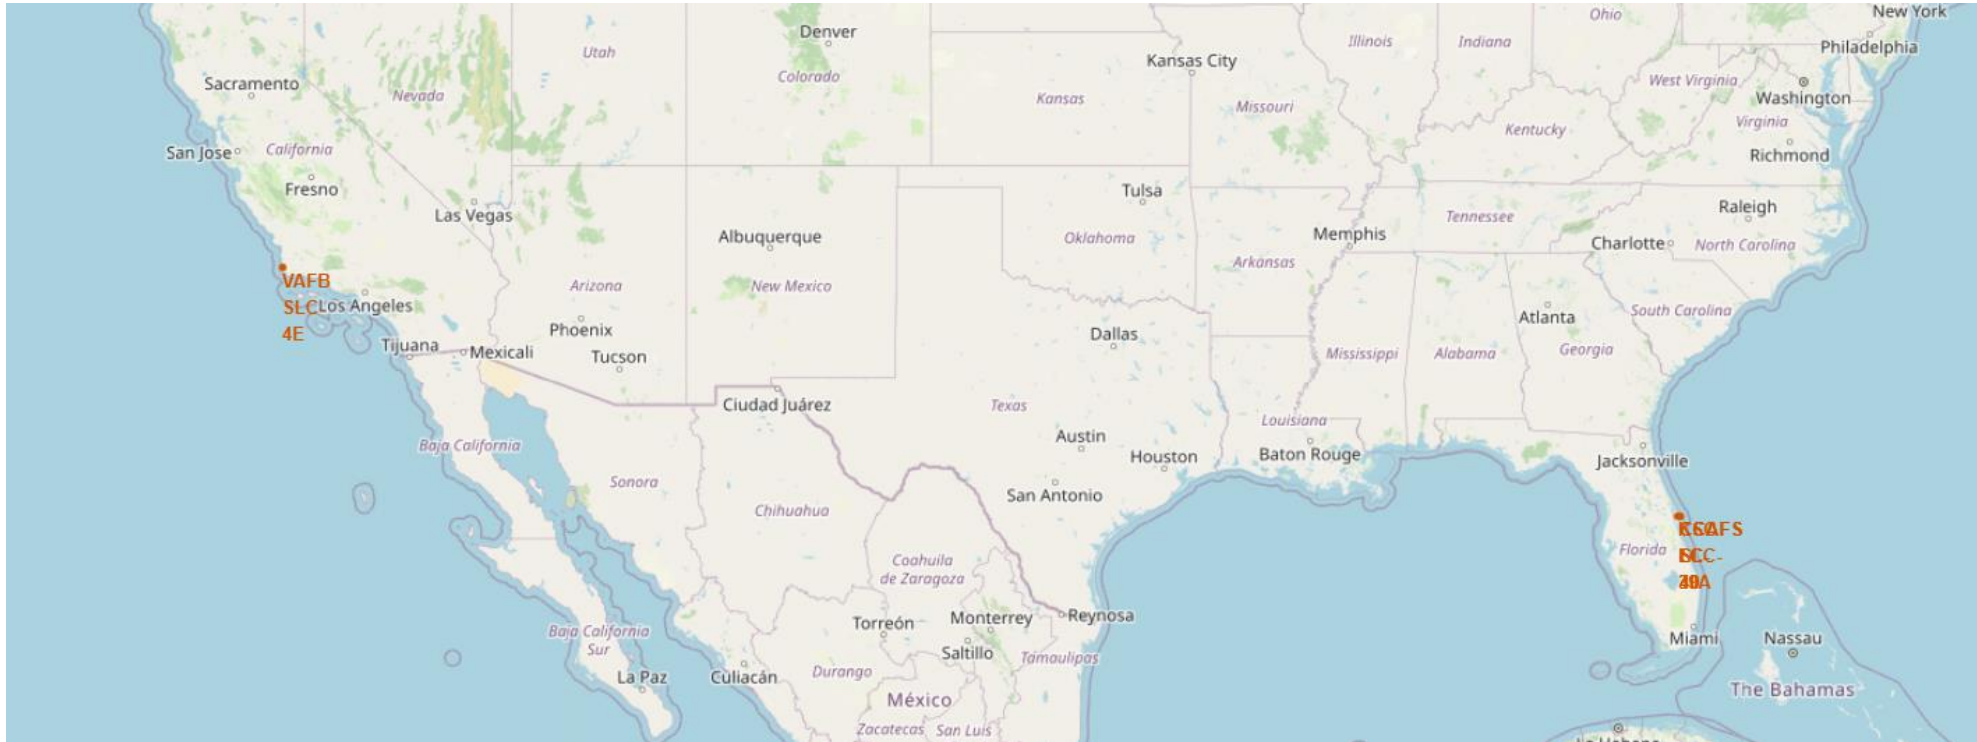 New York
Ohio
Denver
Illinois
Indiana
Philadelphia
Utah
Kansas City
Colorado
West Virginia
Sacramento
Nevada
Kansas
Missouri
Washington
Virginia
Kentucky
San Jose
California
Richmond
Fresno
Tulsa
Las Vegas
Raleigh
Tennessee
Albuquerque
Oklahoma
Memphis
Charlotte
North Carolina
Arkansas
VAFB
SLC
4E
Los Angeles
Arizona
New Mexico
South Carolina
Atlanta
Phoenix
Dallas
Tijuana
Mexicali
Tucson
Mississippi
Alabama
Georgia
Ciudad Juárez
Texas
Louisiana
Austin
Baja California
Houston
Baton Rouge
Jacksonville
Sonora
San Antonio
Chihuahua
Florida
Coahuila
de Zaragoza
Reynosa
Monterrey
Torreón
Baja California
Sur
Miami
Nassau
Saltillo
Tamaulipas
Durango
La Paz
Culiacán
The Bahamas
México
Zacatecas
San Luis